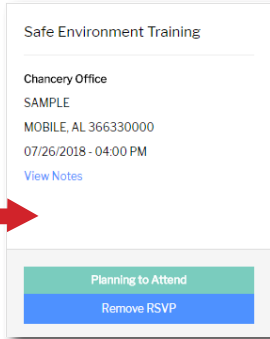 Safe Environment Training
Chancery Office
SAMPLE
MOBILE, AL 366330000
07/26/2018 - 04:00 PM
View Notes
Planning to Attend
Remove RSVP